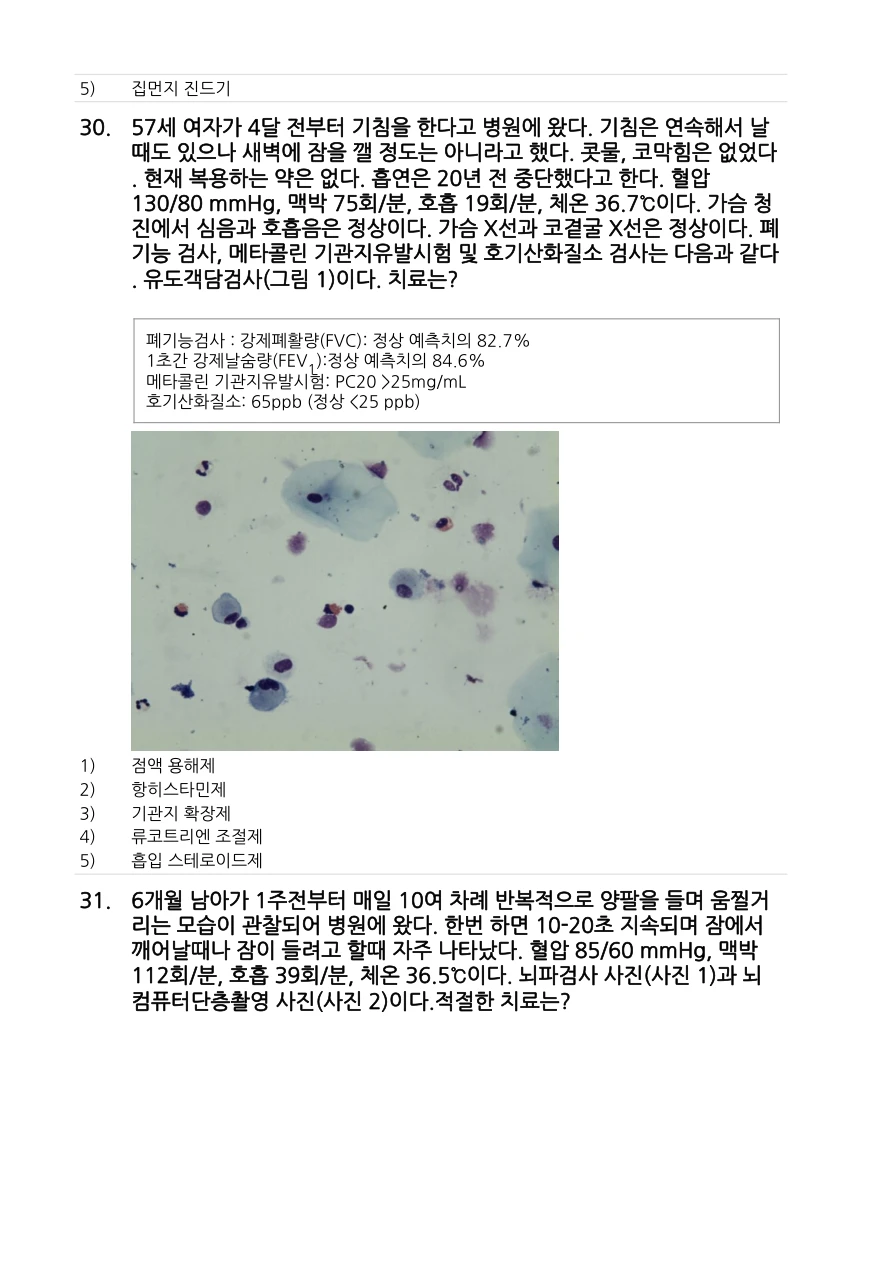 5) 집먼지 진드기
30. 57세 여자가 4달 전부터 기침을 한다고 병원에 왔다. 기침은 연속해서 날
때도 있으나 새벽에 잠을 깰 정도는 아니라고 했다. 콧물, 코막힘은 없었다
. 현재 복용하는 약은 없다. 흡연은 20년 전 중단했다고 한다. 혈압
130/80 mmHg, 맥박 75회/분, 호흡 19회/분, 체온 36.7℃이다. 가슴 청
진에서 심음과 호흡음은 정상이다. 가슴 X선과 코곁굴 X선은 정상이다. 폐
기능 검사, 메타콜린 기관지유발시험 및 호기산화질소 검사는 다음과 같다
. 유도객담검사(그림 1)이다. 치료는?
폐기능검사 : 강제폐활량(FVC): 정상 예측치의 82.7%
1초간 강제날숨량(FEV1):정상 예측치의 84.6%
메타콜린 기관지유발시험: PC20 >25mg/mL
호기산화질소: 65ppb (정상 <25 ppb)
1) 점액 용해제
2) 항히스타민제
3) 기관지 확장제
4) 류코트리엔 조절제
5) 흡입 스테로이드제
31. 6개월 남아가 1주전부터 매일 10여 차례 반복적으로 양팔을 들며 움찔거
리는 모습이 관찰되어 병원에 왔다. 한번 하면 10-20초 지속되며 잠에서
깨어날때나 잠이 들려고 할때 자주 나타났다. 혈압 85/60 mmHg, 맥박
112회/분, 호흡 39회/분, 체온 36.5℃이다. 뇌파검사 사진(사진 1)과 뇌
컴퓨터단층촬영 사진(사진 2)이다.적절한 치료는?